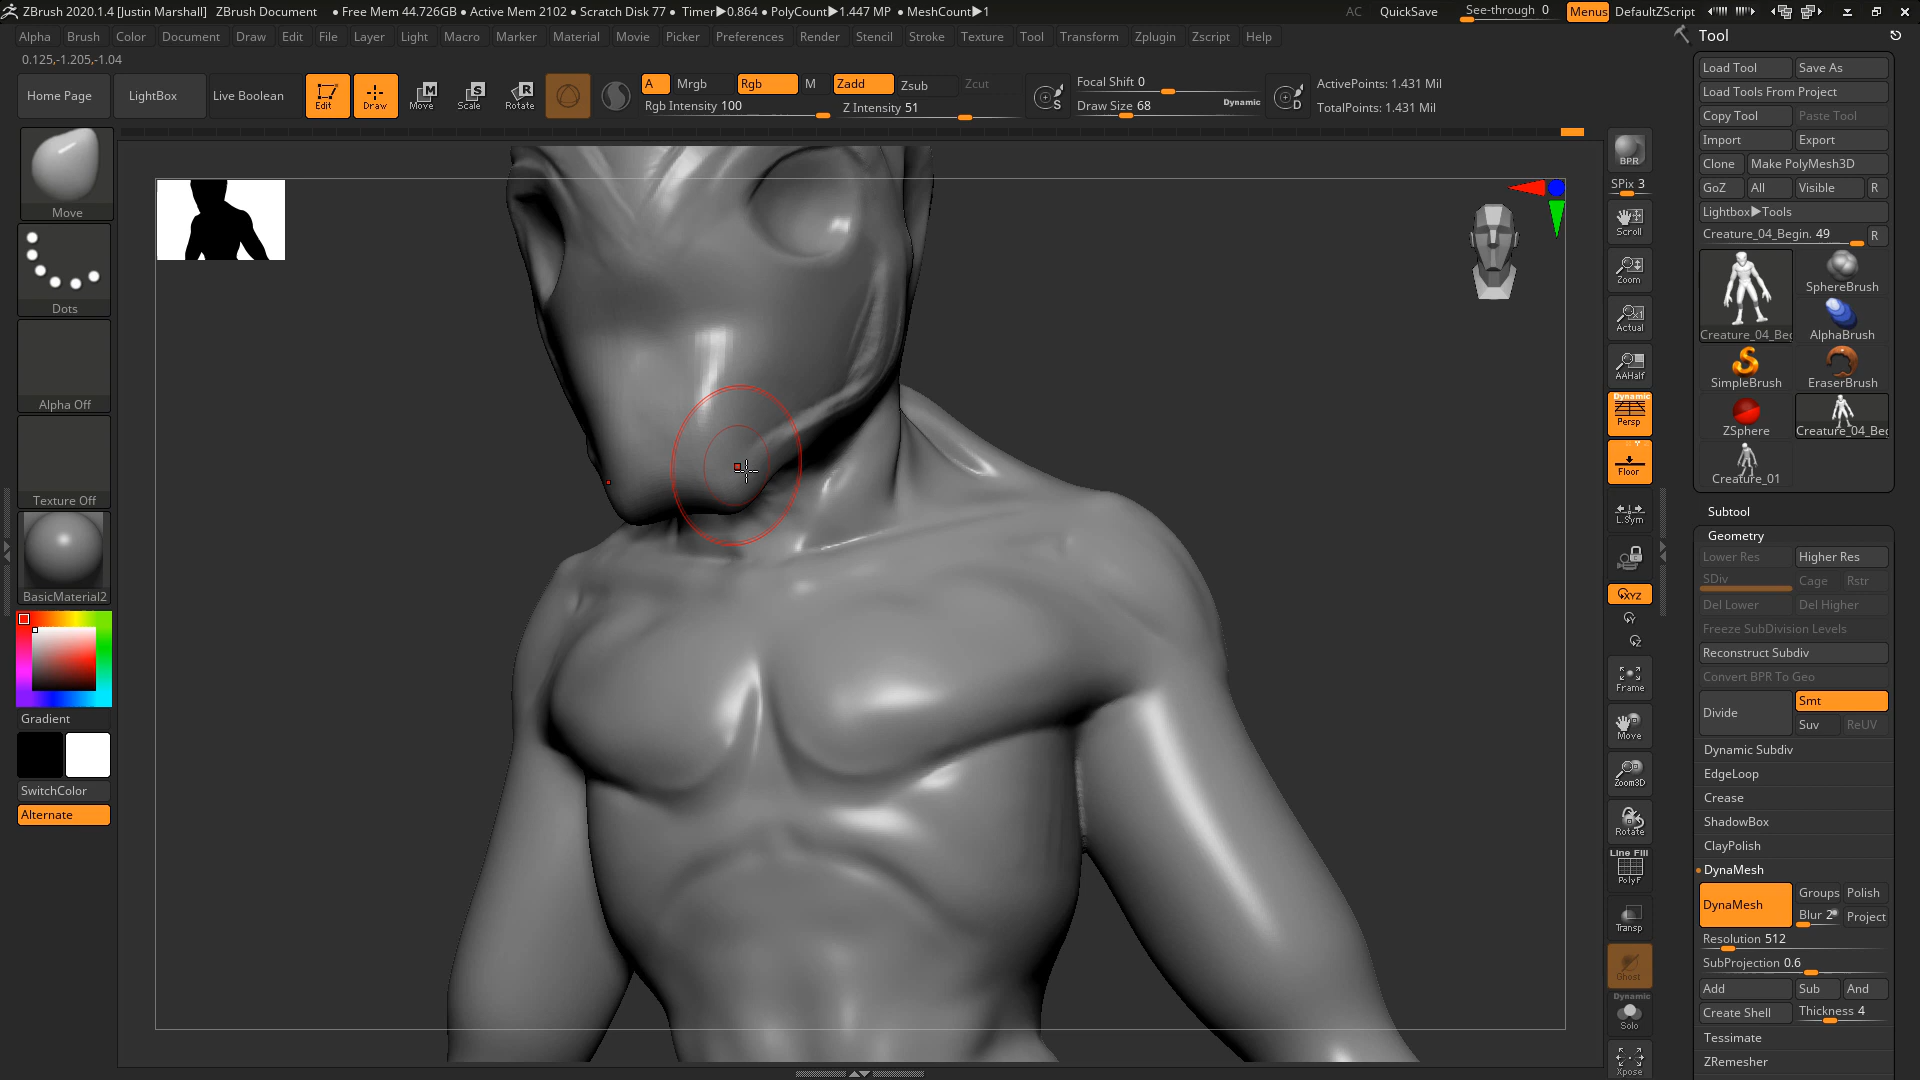 ZBrush 2020.1.4 [Justin Marshall] ZBrush Document • Free Mem 44.726GB • Active Mem 2102 • Scratch Disk 77 • Timer▶0.864 • PolyCount▶1.447 MP • MeshCount▶1 AC QuickSave See-through 0 Menus DefaultZScript
Alpha Brush Color Document Draw Edit File Layer Light Macro Marker Material Movie Picker Preferences Render Stencil Stroke Texture Tool Transform Zplugin Zscript Help
0.125,-1.205,-1.04
Home Page LightBox Live Boolean Edit Draw Move Scale Rotate
A Mrgb Rgb M Zadd Zsub Zcut
Rgb Intensity 100 Z Intensity 51
S Focal Shift 0
Draw Size 68 Dynamic
D ActivePoints: 1.431 Mil
TotalPoints: 1.431 Mil
Move
Dots
Alpha Off
Texture Off
BasicMaterial2
Gradient
SwitchColor
Alternate
BPR
SPix 3
Scroll
Zoom
Actual
AAHalf
Dynamic
Persp
Floor
L.Sym
XYZ
Y
Z
Frame
Move
Zoom3D
Rotate
Line Fill
PolyF
Transp
Ghost
Dynamic
Solo
Xpose
Tool
Load Tool Save As
Load Tools From Project
Copy Tool Paste Tool
Import Export
Clone Make PolyMesh3D
GoZ All Visible R
Lightbox▶Tools
Creature_04_Begin. 49 R
Creature_04_Bec SphereBrush
AlphaBrush
SimpleBrush EraserBrush
ZSphere Creature_04_Bec
Creature_01
Subtool
Geometry
Lower Res Higher Res
SDiv Cage Rstr
Del Lower Del Higher
Freeze SubDivision Levels
Reconstruct Subdiv
Convert BPR To Geo
Divide Smt
Suv ReUV
Dynamic Subdiv
EdgeLoop
Crease
ShadowBox
ClayPolish
DynaMesh
DynaMesh Groups Polish
Blur 2 Project
Resolution 512
SubProjection 0.6
Add Sub And
Create Shell Thickness 4
Tessimate
ZRemesher